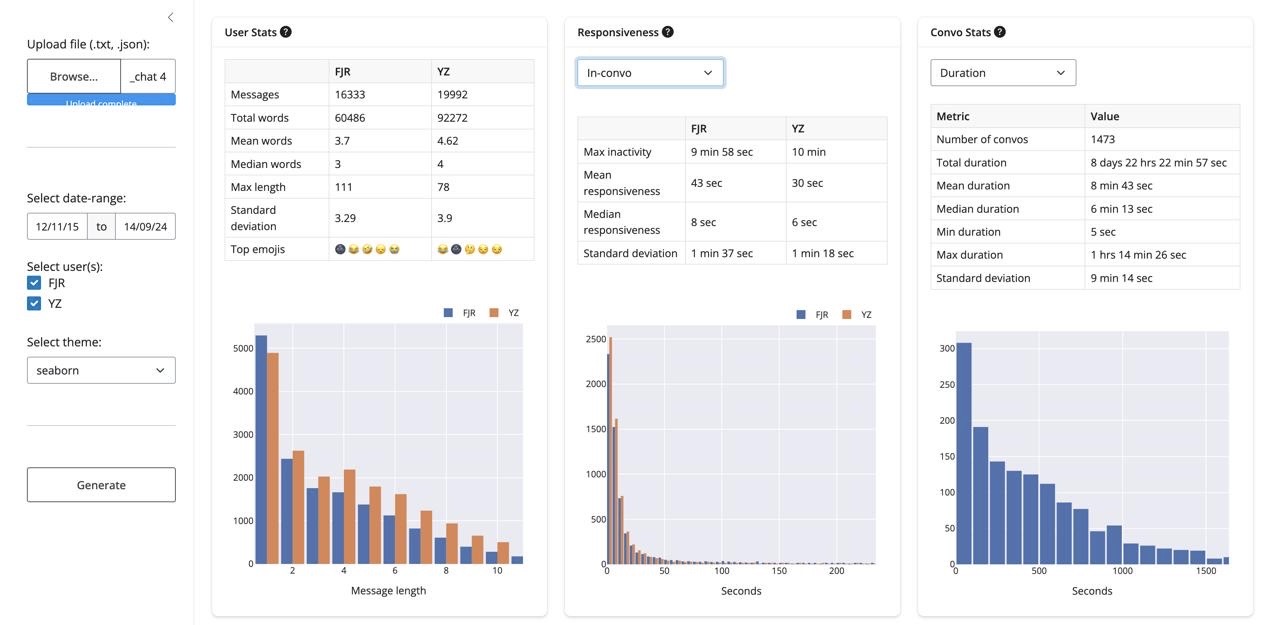 Upload file (.txt, .json):
Browse... _chat 4
Upload complete
Select date-range:
12/11/15 to 14/09/24
Select user(s):
FJR
YZ
Select theme:
seaborn
Generate
User Stats ?
FJR YZ
Messages 16333 19992
Total words 60486 92272
Mean words 3.7 4.62
Median words 3 4
Max length 111 78
Standard
deviation 3.29 3.9
Top emojis
FJR YZ
5000
4000
3000
2000
1000
0
2 4 6 8 10
Message length
Responsiveness ?
In-convo
FJR YZ
Max inactivity 9 min 58 sec 10 min
Mean
responsiveness 43 sec 30 sec
Median
responsiveness 8 sec 6 sec
Standard deviation 1 min 37 sec 1 min 18 sec
FJR YZ
2500
2000
1500
1000
500
0
0 50 100 150 200
Seconds
Convo Stats ?
Duration
Metric Value
Number of convos 1473
Total duration 8 days 22 hrs 22 min 57 sec
Mean duration 8 min 43 sec
Median duration 6 min 13 sec
Min duration 5 sec
Max duration 1 hrs 14 min 26 sec
Standard deviation 9 min 14 sec
300
250
200
150
100
50
0
0 500 1000 1500
Seconds